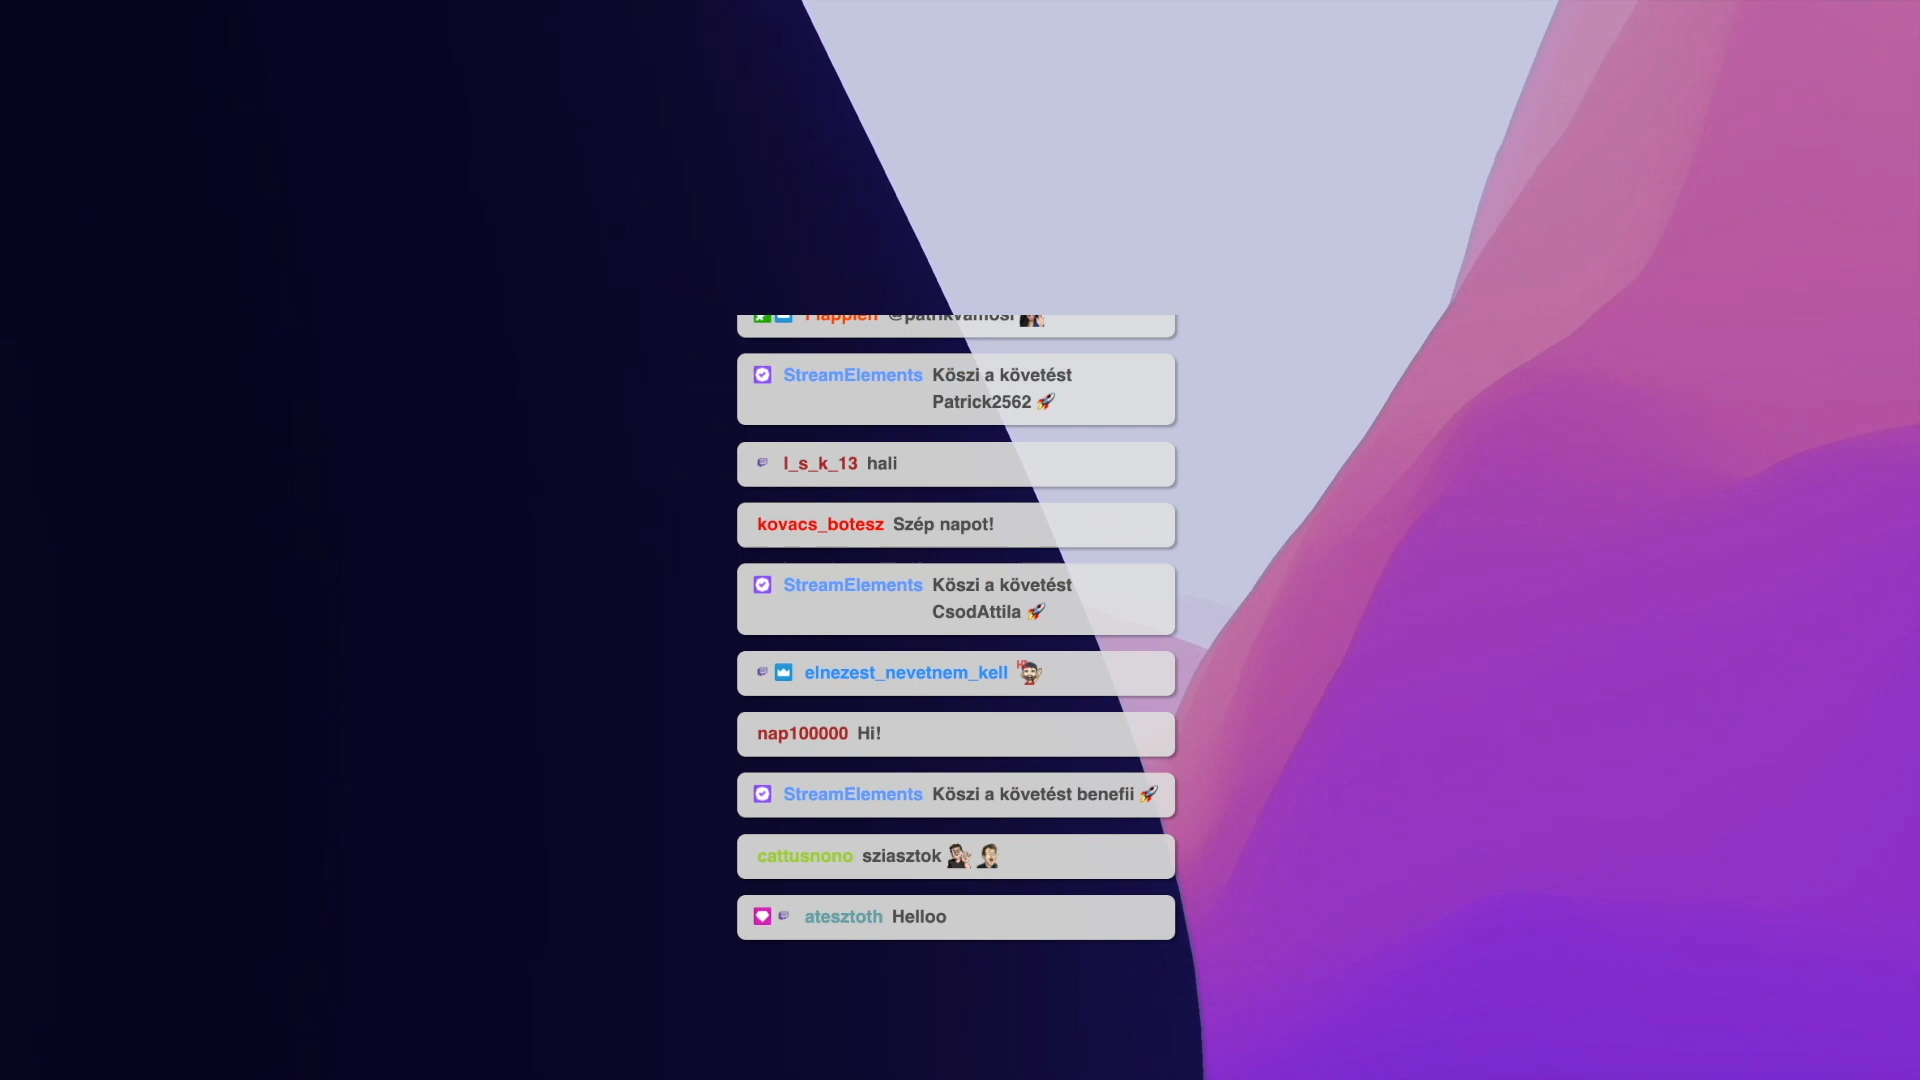 @patrikvamosi
StreamElements Köszi a követést
Patrick2562 🚀
l_s_k_13 hali
kovacs_botesz Szép napot!
StreamElements Köszi a követést
CsodAttila 🚀
elnezest_nevetnem_kell
nap100000 Hi!
StreamElements Köszi a követést benefii 🚀
cattusnono sziasztok
atesztoth Helloo